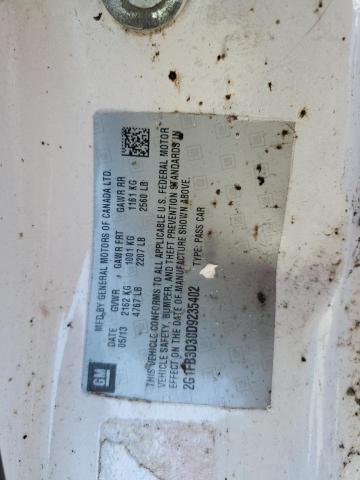 MFD BY GENERAL MOTORS OF CANADA LTD.
DATE GVWR GAWR FRT GAWR RR
05/13 2162 KG 1001 KG 1161 KG
4767 LB 2207 LB 2560 LB
GM
THIS VEHICLE CONFORMS TO ALL APPLICABLE U.S. FEDERAL MOTOR
VEHICLE SAFETY, BUMPER, AND THEFT PREVENTION STANDARDS IN
EFFECT ON THE DATE OF MANUFACTURE SHOWN ABOVE.
2G1FB3D30D9235402 TYPE: PASS CAR